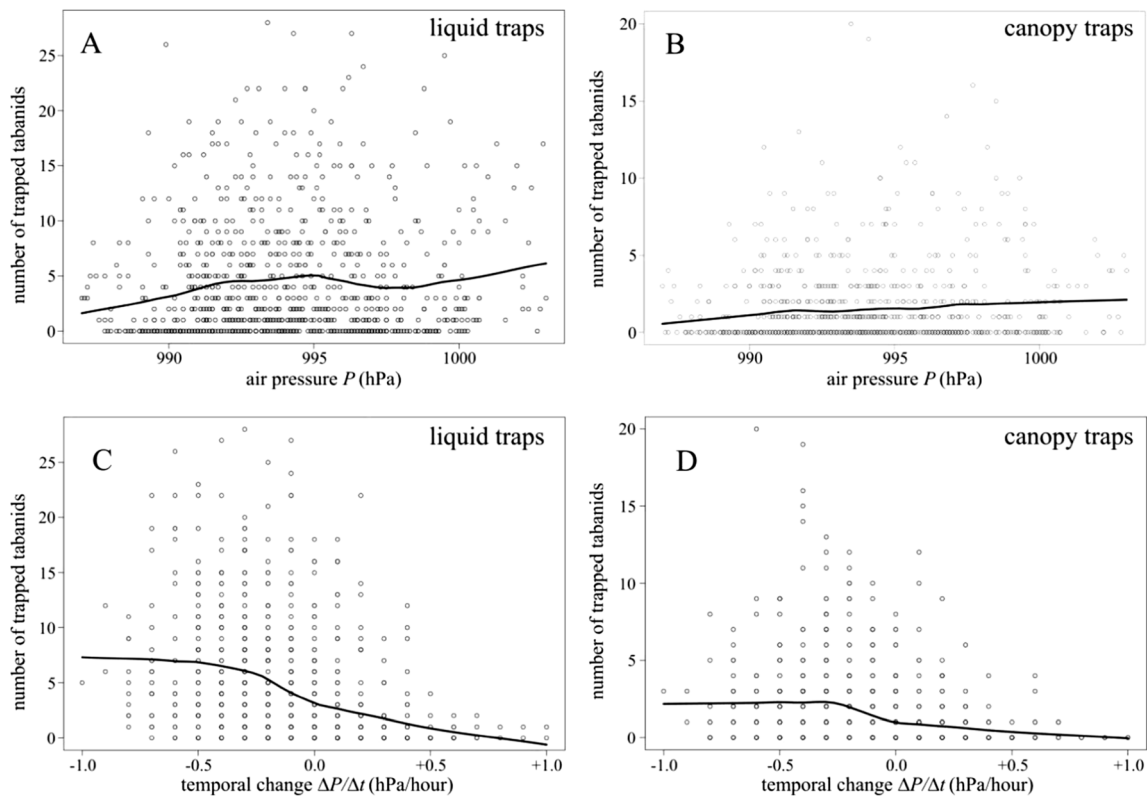 A
liquid traps
number of trapped tabanids
25
20
15
10
5
0
990
995
1000
air pressure P (hPa)
B
canopy traps
number of trapped tabanids
20
15
10
5
0
990
995
1000
air pressure P (hPa)
C
liquid traps
number of trapped tabanids
25
20
15
10
5
0
-1.0
-0.5
0.0
+0.5
+1.0
temporal change ΔP/Δt (hPa/hour)
D
canopy traps
number of trapped tabanids
20
15
10
5
0
-1.0
-0.5
0.0
+0.5
+1.0
temporal change ΔP/Δt (hPa/hour)